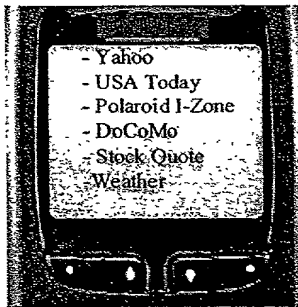 - Yahoo
- USA Today
- Polaroid I-Zone
- DoCoMo
- Stock Quote
Weather